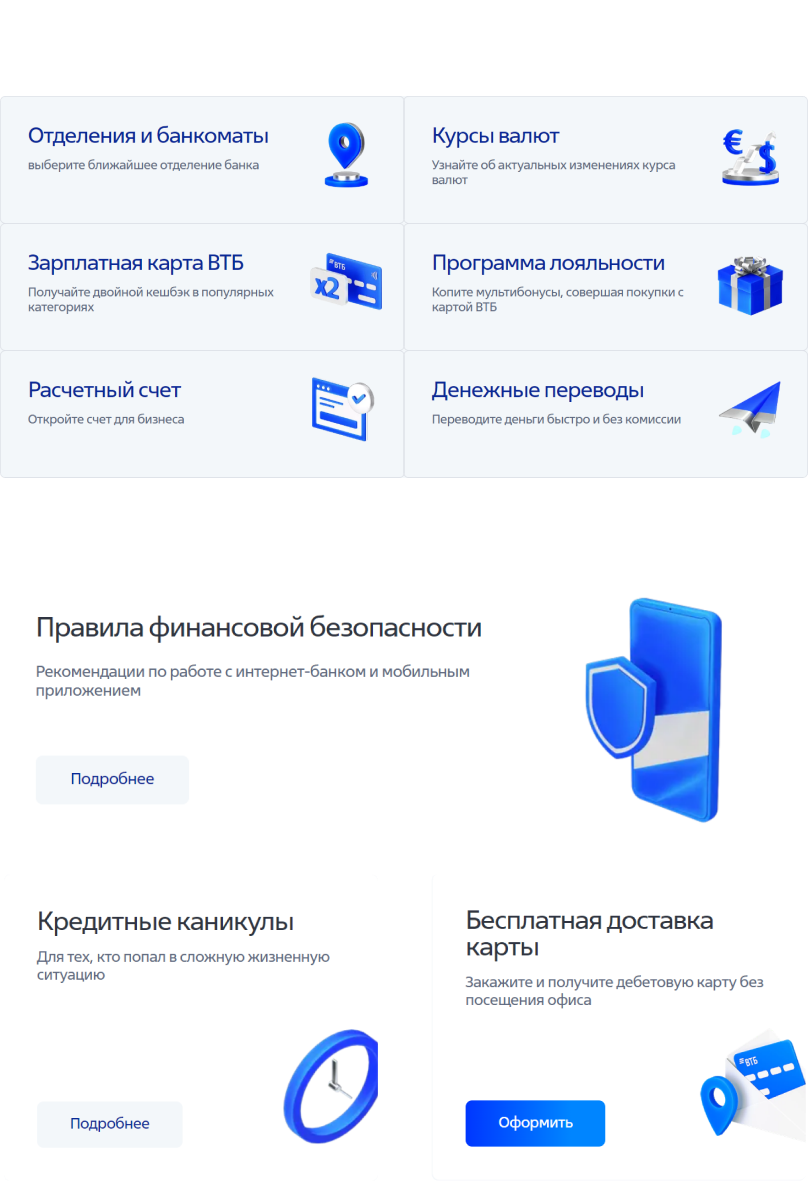 Отделения и банкоматы
выберите ближайшее отделение банка
Курсы валют
Узнайте об актуальных изменениях курса
валют
Зарплатная карта ВТБ
Получайте двойной кешбэк в популярных
категориях
ВТБ
x2
Программа лояльности
Копите мультибонусы, совершая покупки с
картой ВТБ
Расчетный счет
Откройте счет для бизнеса
Денежные переводы
Переводите деньги быстро и без комиссии
Правила финансовой безопасности
Рекомендации по работе с интернет-банком и мобильным
приложением
Подробнее
Кредитные каникулы
Для тех, кто попал в сложную жизненную
ситуацию
Подробнее
Бесплатная доставка
карты
Закажите и получите дебетовую карту без
посещения офиса
ВТБ
Оформить